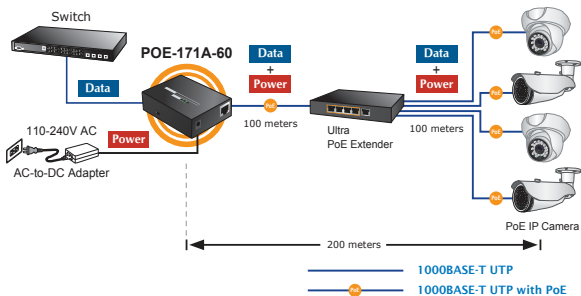 Switch
POE-171A-60
Data
+
Power
Data
+
Power
Data
PoE
PoE
PoE
PoE
PoE
100 meters
100 meters
Ultra
PoE Extender
110-240V AC
Power
AC-to-DC Adapter
PoE IP Camera
200 meters
1000BASE-T UTP
PoE
1000BASE-T UTP with PoE